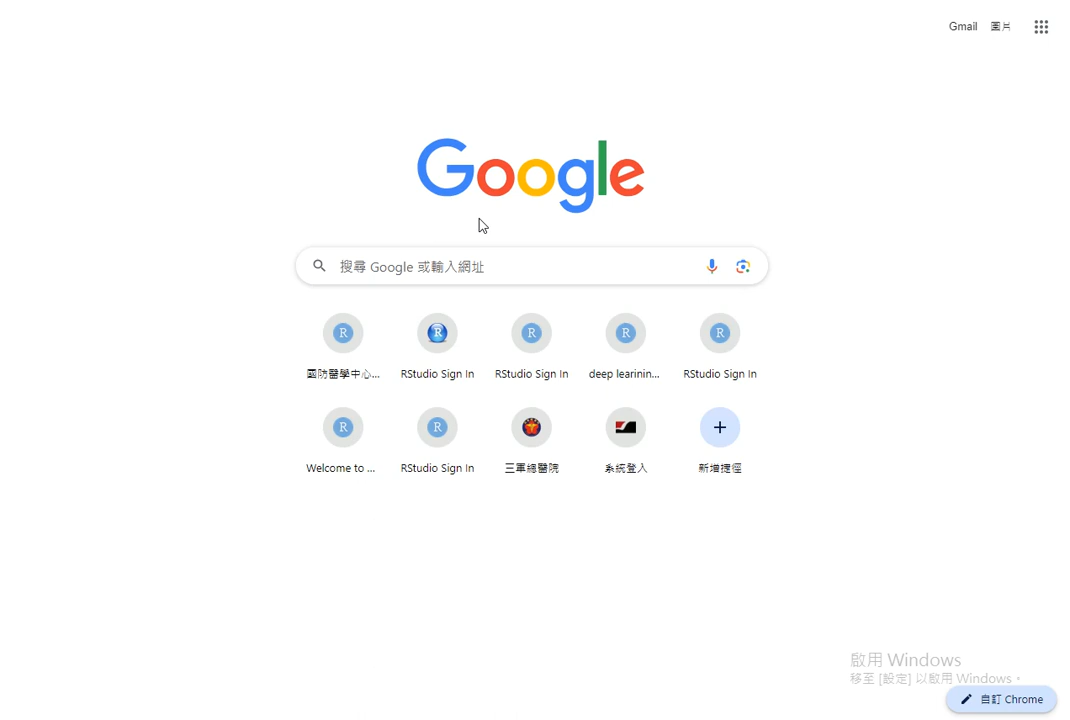 Gmail 圖片
Google
搜尋 Google 或輸入網址
R R R R R
國防醫學中心... RStudio Sign In RStudio Sign In deep learinin... RStudio Sign In
R R
Welcome to ... RStudio Sign In 三軍總醫院 系統登入 新增捷徑
啟用 Windows
移至 [設定] 以啟用 Windows。
自訂 Chrome